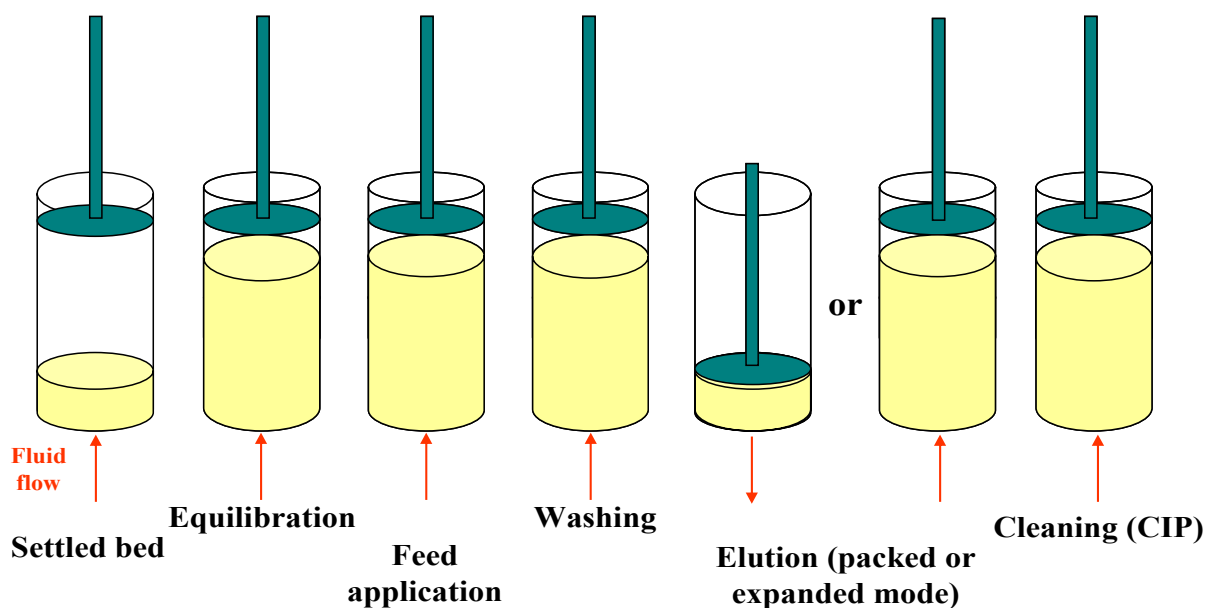 or
Fluid
flow
Settled bed
Equilibration
Feed
application
Washing
Elution (packed or
expanded mode)
Cleaning (CIP)